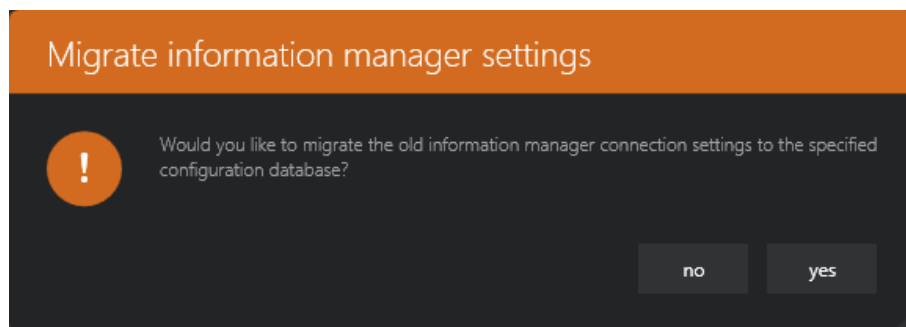 Migrate information manager settings
!
Would you like to migrate the old information manager connection settings to the specified
configuration database?
no yes